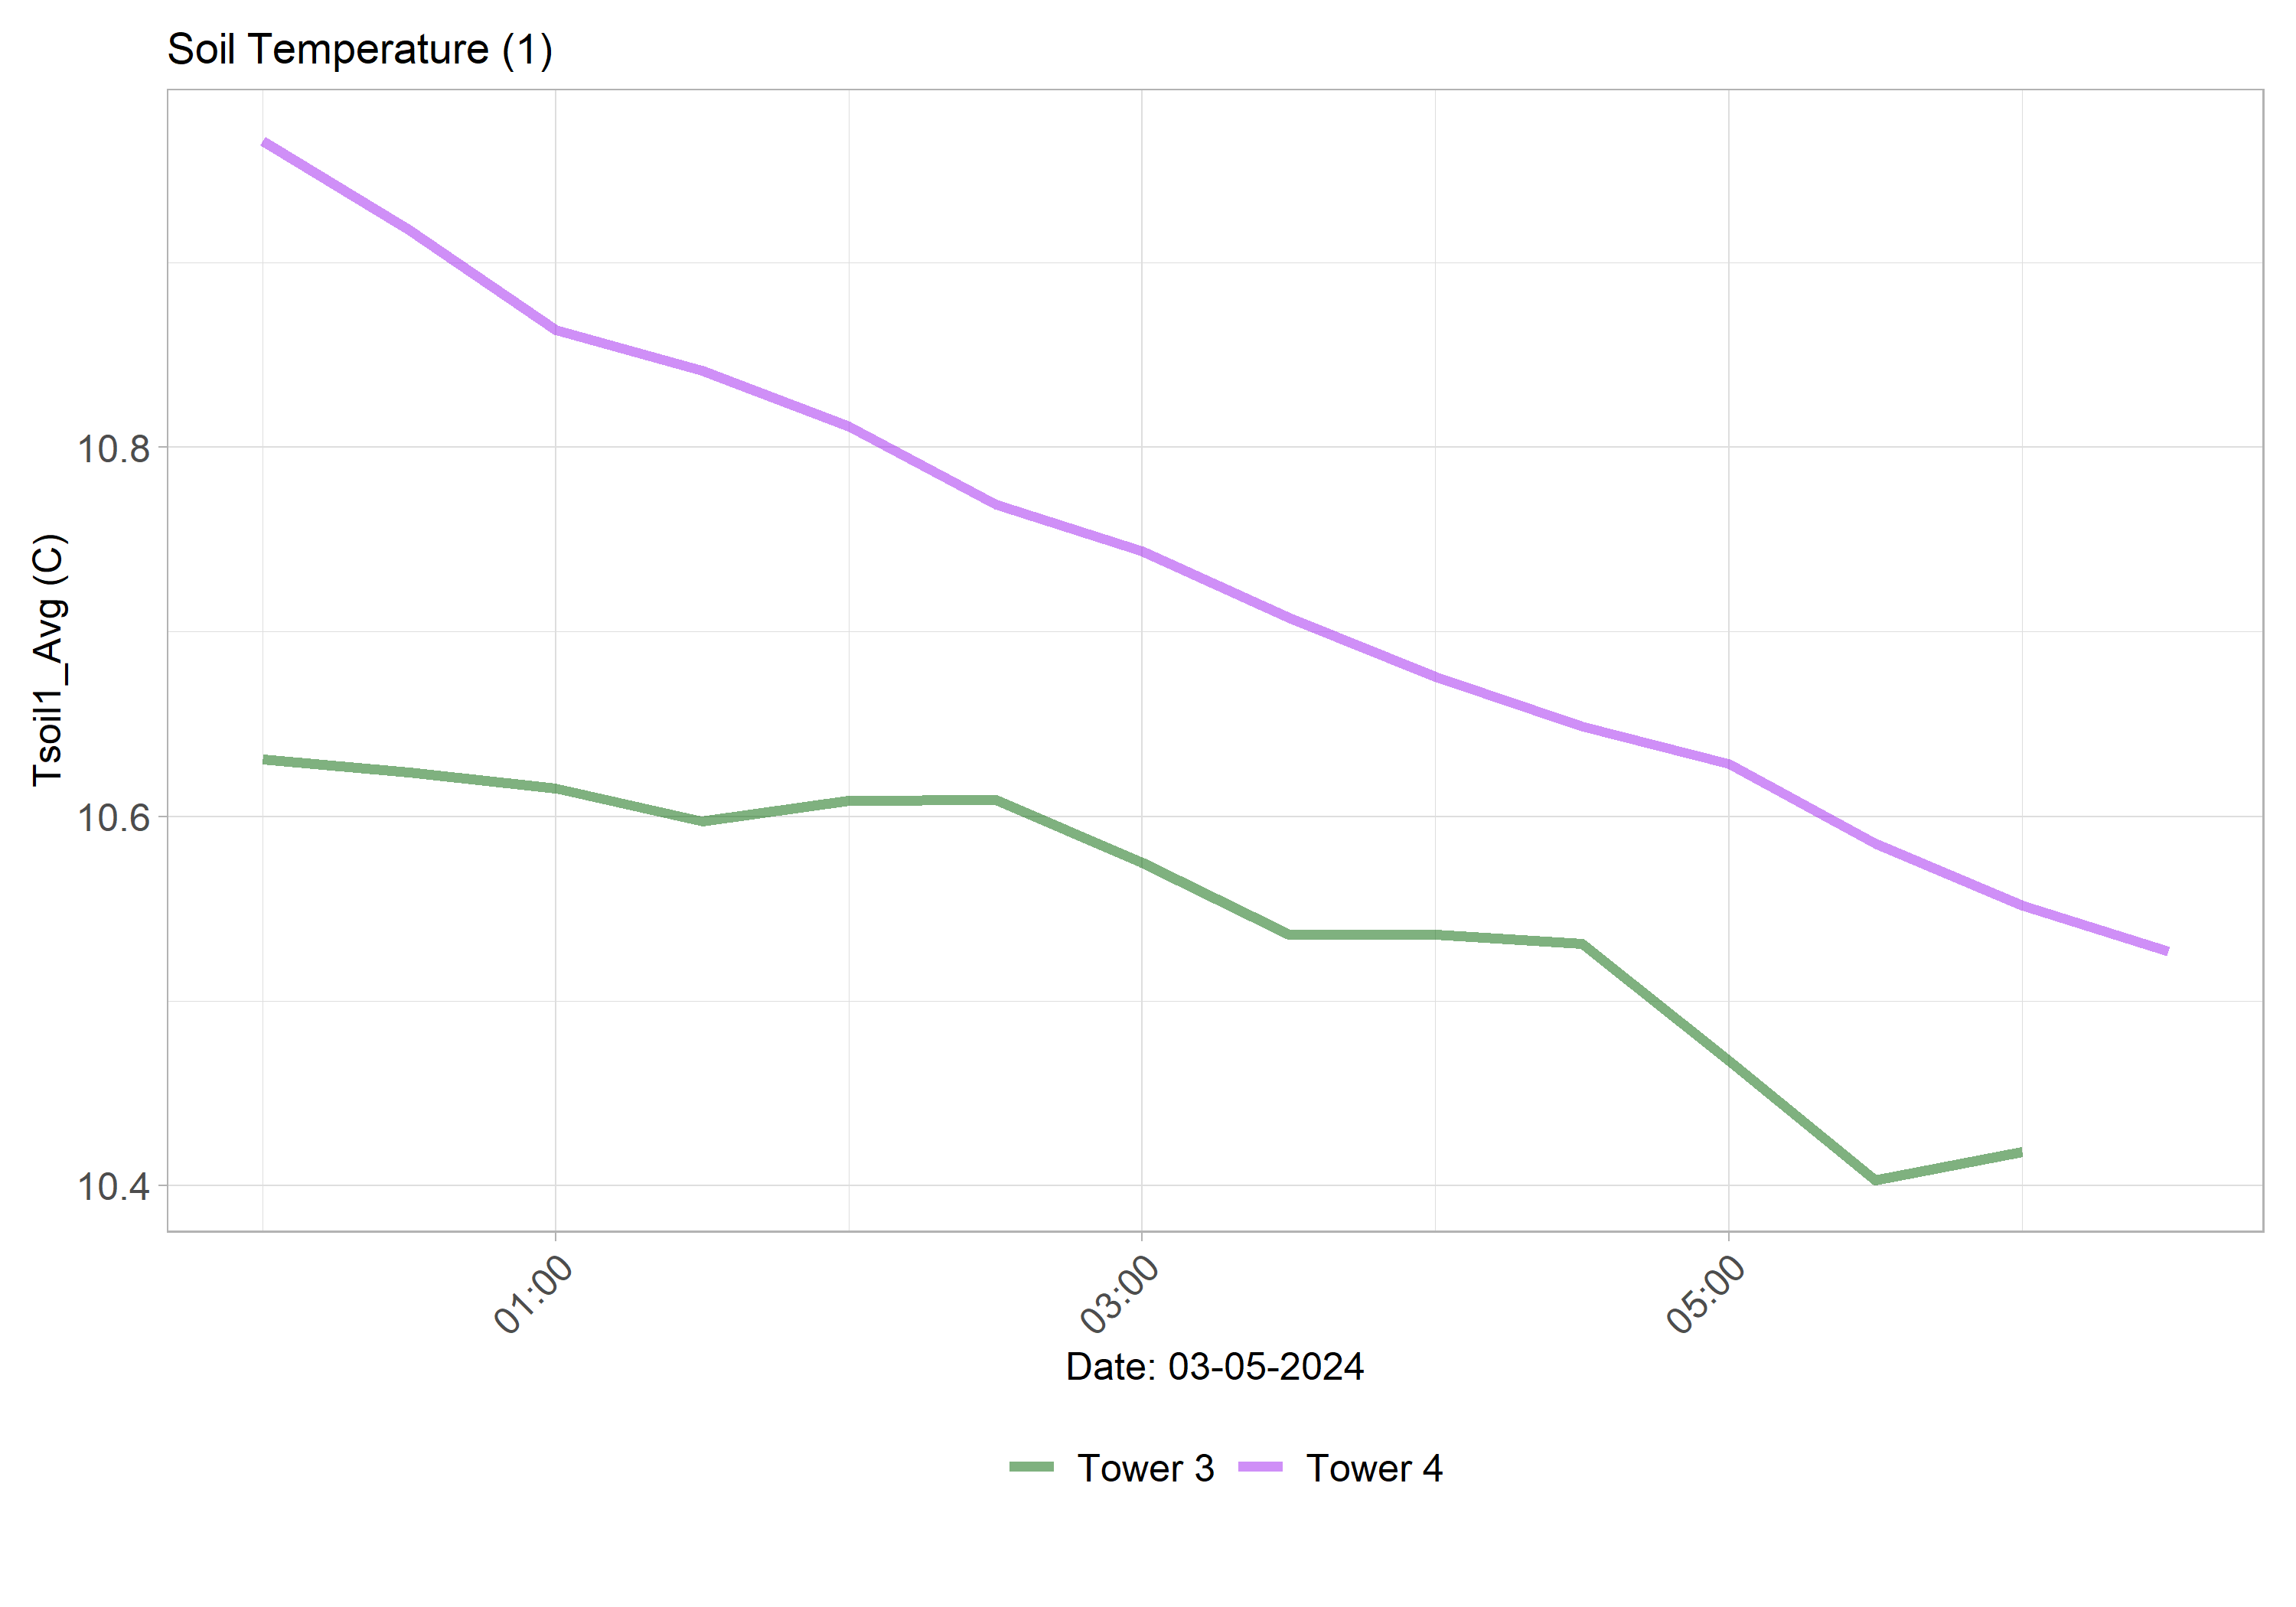 Soil Temperature (1)
Tsoil1_Avg (C)
10.8
10.6
10.4
01:00
03:00
05:00
Date: 03-05-2024
Tower 3
Tower 4